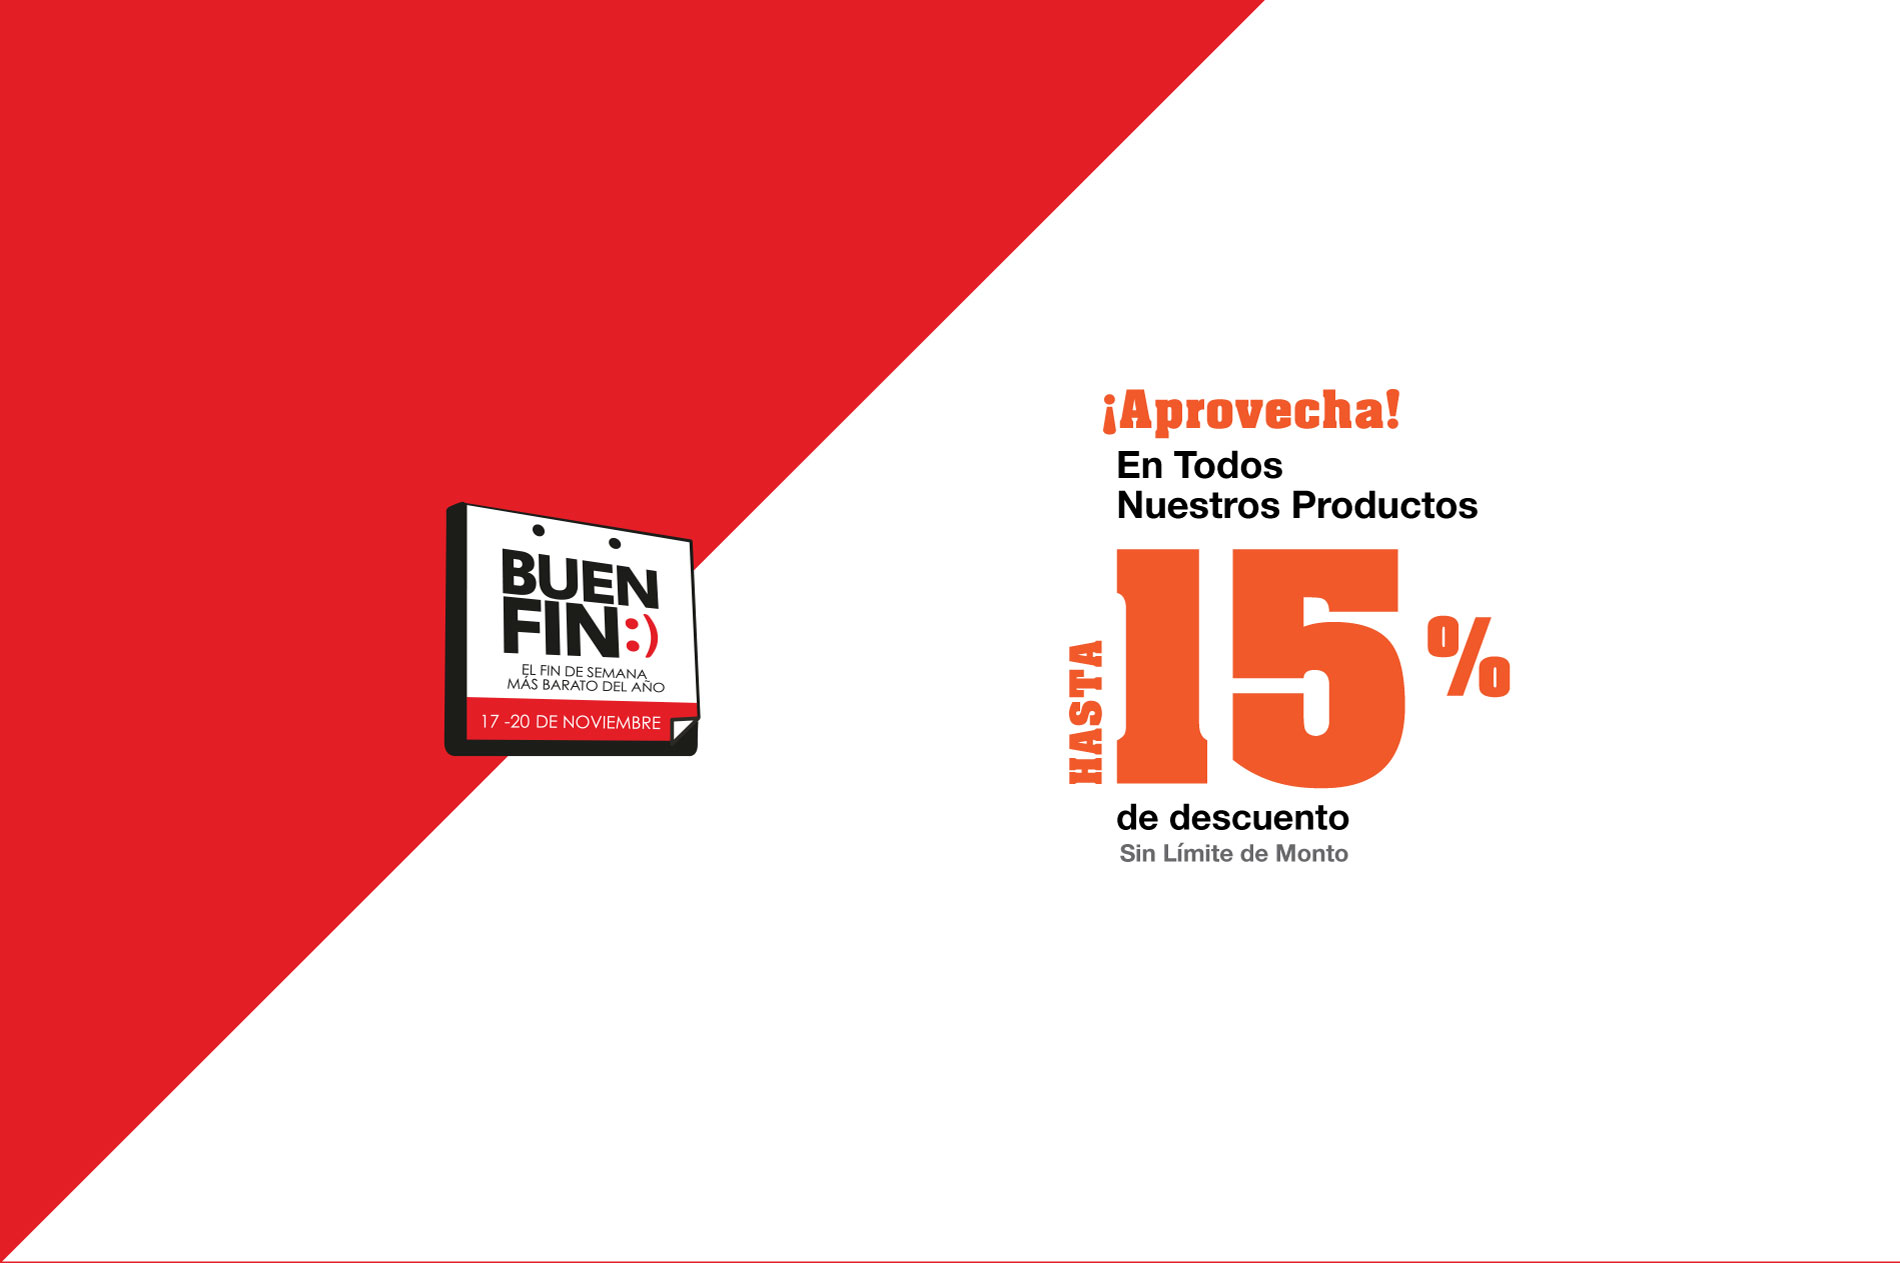 BUEN
FIN:)
EL FIN DE SEMANA
MÁS BARATO DEL AÑO
17 -20 DE NOVIEMBRE
¡Aprovecha!
En Todos
Nuestros Productos
HASTA
15%
de descuento
Sin Límite de Monto